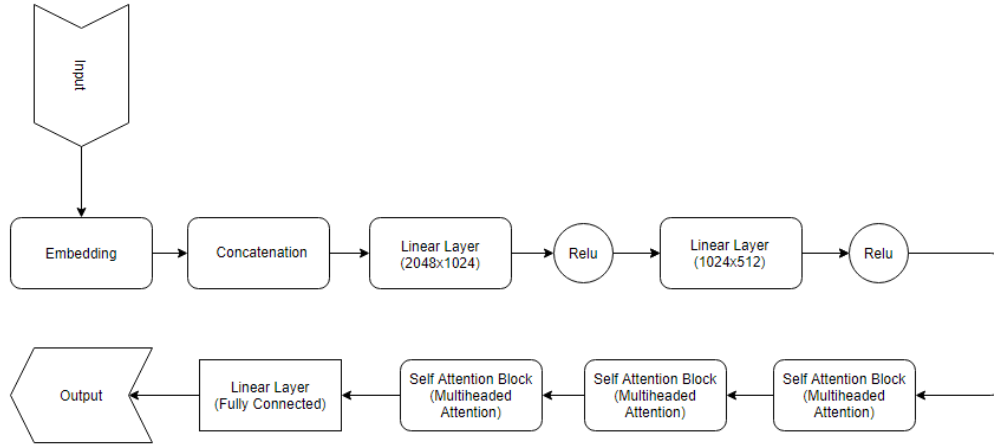 Input
Embedding
Concatenation
Linear Layer
(2048x1024)
Relu
Linear Layer
(1024x512)
Relu
Self Attention Block
(Multiheaded
Attention)
Self Attention Block
(Multiheaded
Attention)
Self Attention Block
(Multiheaded
Attention)
Linear Layer
(Fully Connected)
Output